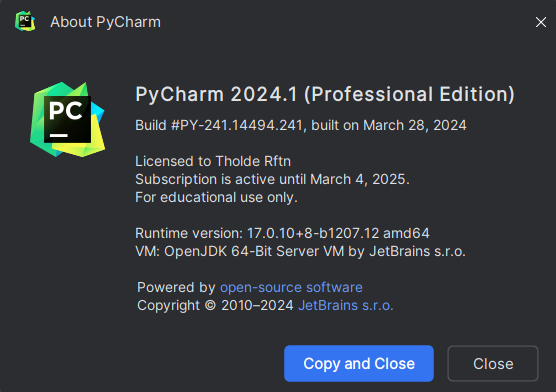 PC
About PyCharm
PC
PyCharm 2024.1 (Professional Edition)
Build #PY-241.14494.241, built on March 28, 2024
Licensed to Tholde Rftn
Subscription is active until March 4, 2025.
For educational use only.
Runtime version: 17.0.10+8-b1207.12 amd64
VM: OpenJDK 64-Bit Server VM by JetBrains s.r.o.
Powered by open-source software
Copyright © 2010–2024 JetBrains s.r.o.
Copy and Close
Close